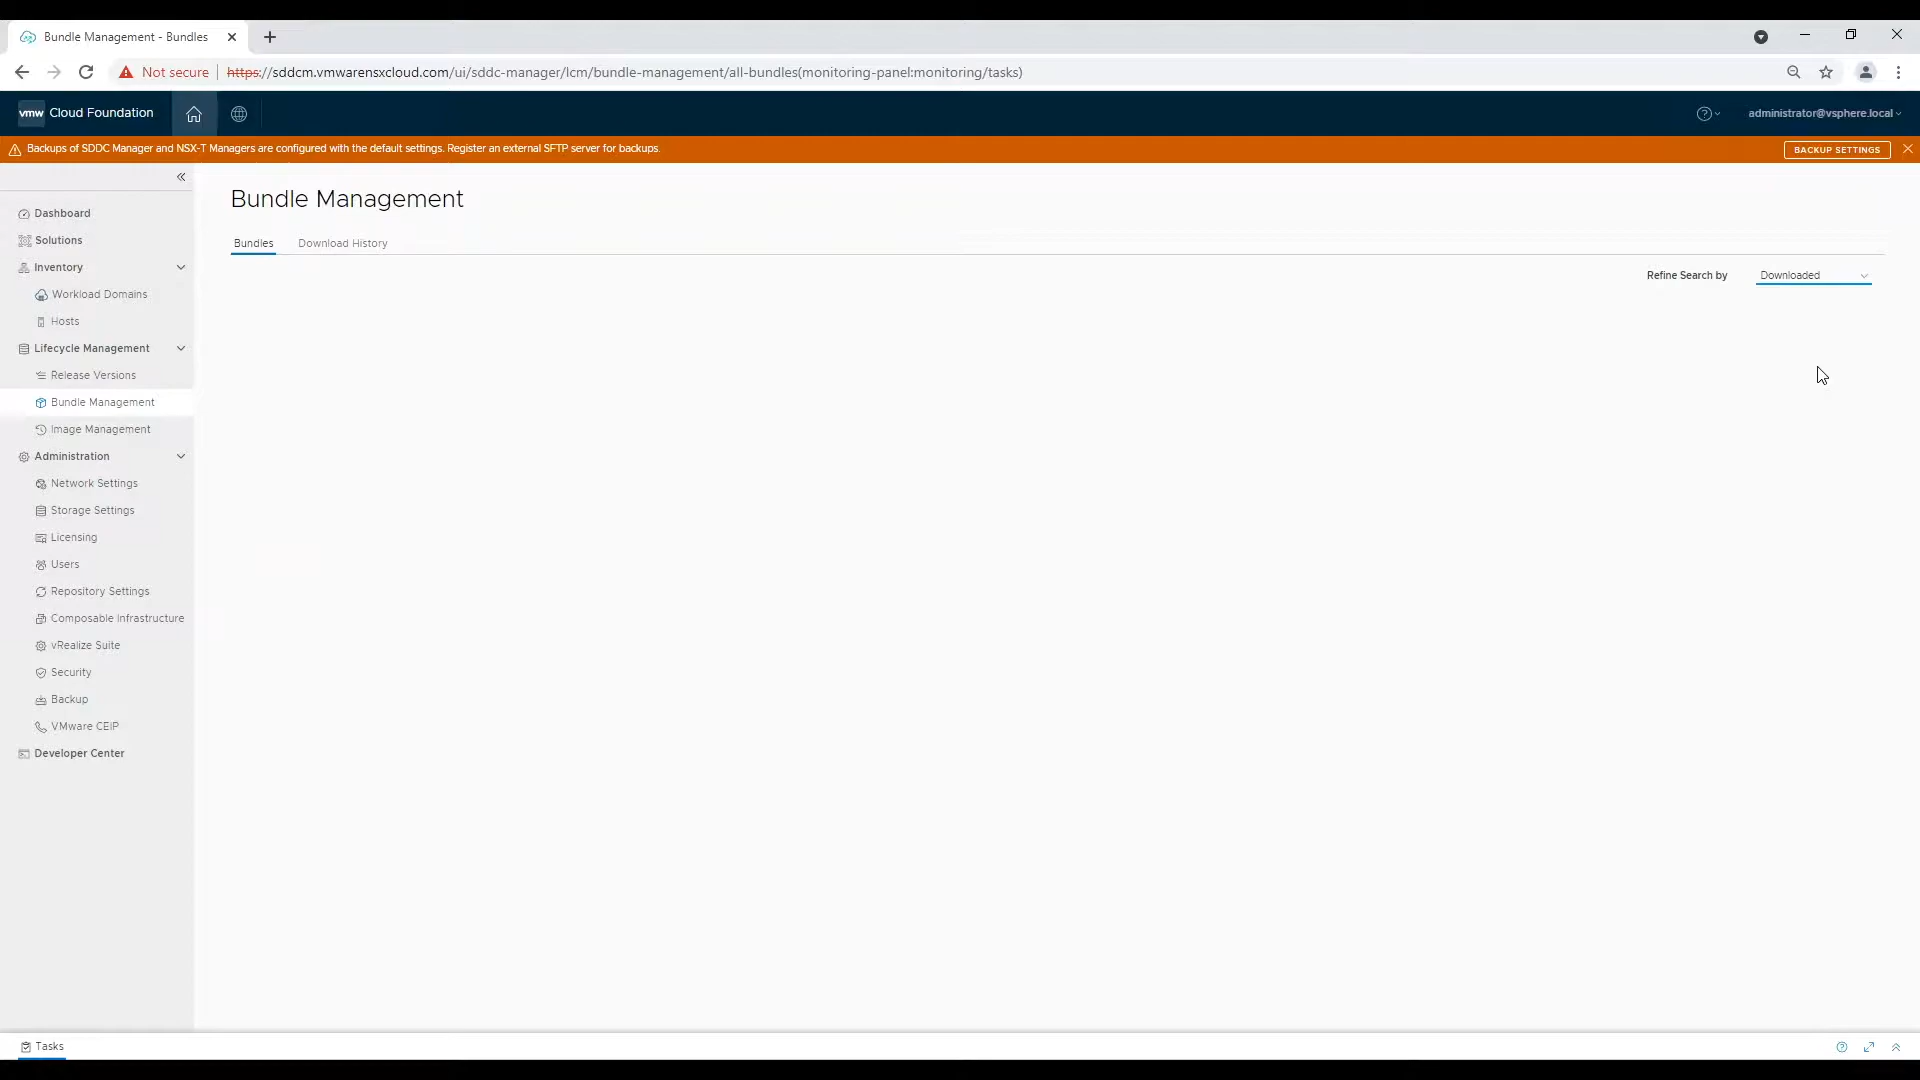 Bundle Management - Bundles
Not secure
https://sddcm.vmwarensxcloud.com/ui/sddc-manager/lcm/bundle-management/all-bundles(monitoring-panel:monitoring/tasks)
vmw Cloud Foundation
administrator@vsphere.local
Backups of SDDC Manager and NSX-T Managers are configured with the default settings. Register an external SFTP server for backups.
BACKUP SETTINGS
Dashboard
Solutions
Inventory
Workload Domains
Hosts
Lifecycle Management
Release Versions
Bundle Management
Image Management
Administration
Network Settings
Storage Settings
Licensing
Users
Repository Settings
Composable Infrastructure
vRealize Suite
Security
Backup
VMware CEIP
Developer Center
Bundle Management
Bundles
Download History
Refine Search by
Downloaded
Tasks